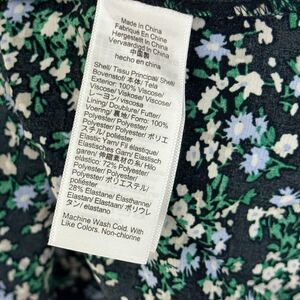 Made In China
Fabriqué En Chine
Hergestellt In China
Vervaardigd In China
中国製
hecho en china
Shell/ Tissu Principal/ Shell/
Bovenstof/ 本体/ Tela
Exterior: 100% Viscose/
Viscose/ Viskose/ Viscose/
レーヨン/ viscosa
Lining/ Doublure/ Futter/
Voering/ 裏地/ Forro: 100%
Polyester/ Polyester/
Polyester/ Polyester/ ポリエ
ステル/ poliéster
Elastic Yarn/ Fil élastique/
Elastisches Garn/ Elastisch
garen/ 伸縮素材の糸/ Hilo
elástico: 72% Polyester/
Polyester/ Polyester/
Polyester/ ポリエステル/
poliéster
28% Elastane/ Élasthanne/
Elastan/ Elastaan/ ポリウレ
タン/ elastano
Machine Wash Cold. With
Like Colors. Non-chlorine